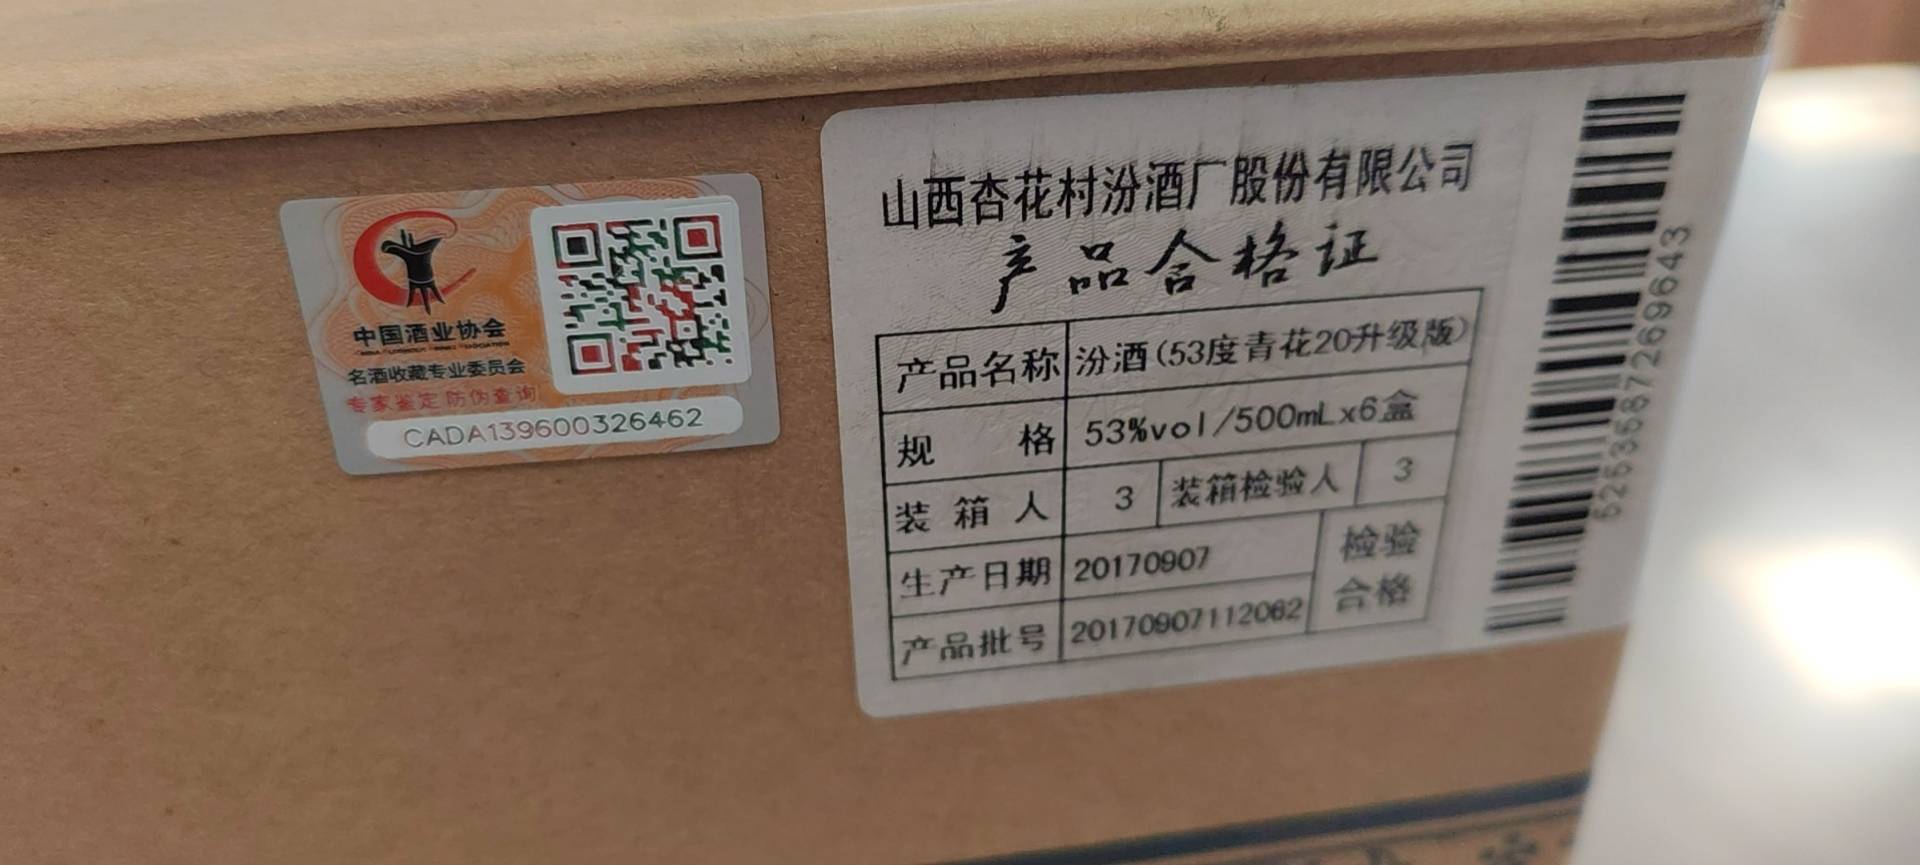 中国酒业协会
名酒收藏专业委员会
专家鉴定 防伪查询
CADA139600326462
山西杏花村汾酒厂股份有限公司
产品合格证
产品名称 汾酒(53度青花20升级版)
规格 53%vol/500mLx6盒
装箱人 3 装箱检验人 3
生产日期 20170907 检验
产品批号 20170907112062 合格